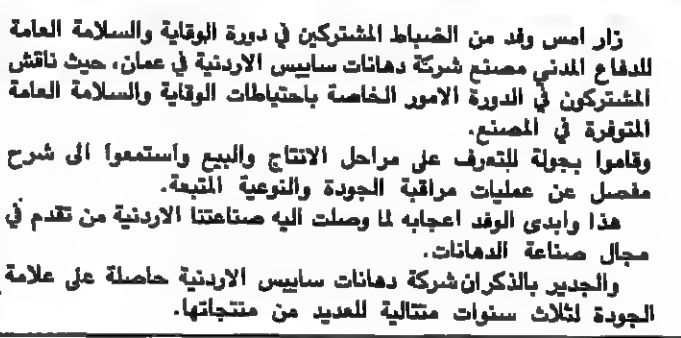 زار امس وفد من الضباط المشتركين في دورة الوقاية والسلامة العامة
للدفاع المدني مصنع شركة دهانات سايبس الاردنية في عمان، حيث ناقش
المشتركون في الدورة الامور الخاصة باحتياطات الوقاية والسلامة العامة
المتوفرة في المصنع.
وقاموا بجولة للتعرف على مراحل الانتاج والبيع واستمعوا الى شرح
مفصل عن عمليات مراقبة الجودة والنوعية المتبعة.
هذا وابدى الوفد اعجابه لما وصلت اليه صناعتنا الاردنية من تقدم في
مجال صناعة الدهانات.
والجدير بالذكران شركة دهانات سايبس الاردنية حاصلة على علامة
الجودة لثلاث سنوات متتالية للعديد من منتجاتها.